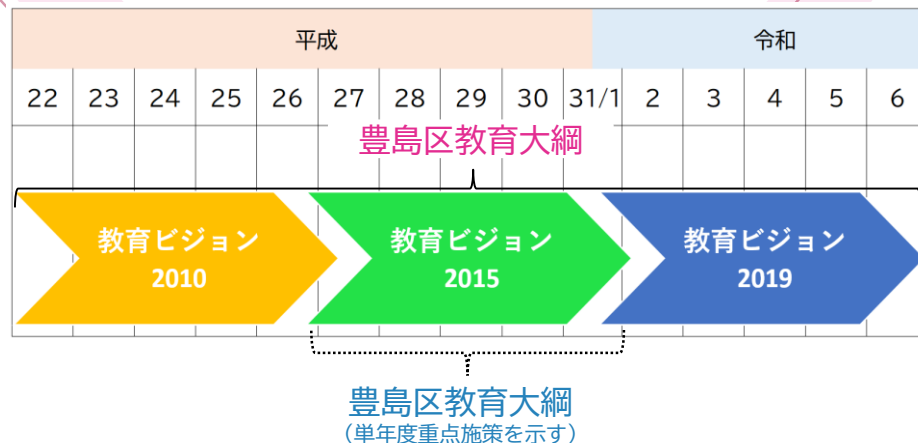 平成 令和
22 23 24 25 26 27 28 29 30 31/1 2 3 4 5 6
豊島区教育大綱
教育ビジョン 教育ビジョン 教育ビジョン
2010 2015 2019
豊島区教育大綱
（単年度重点施策を示す）